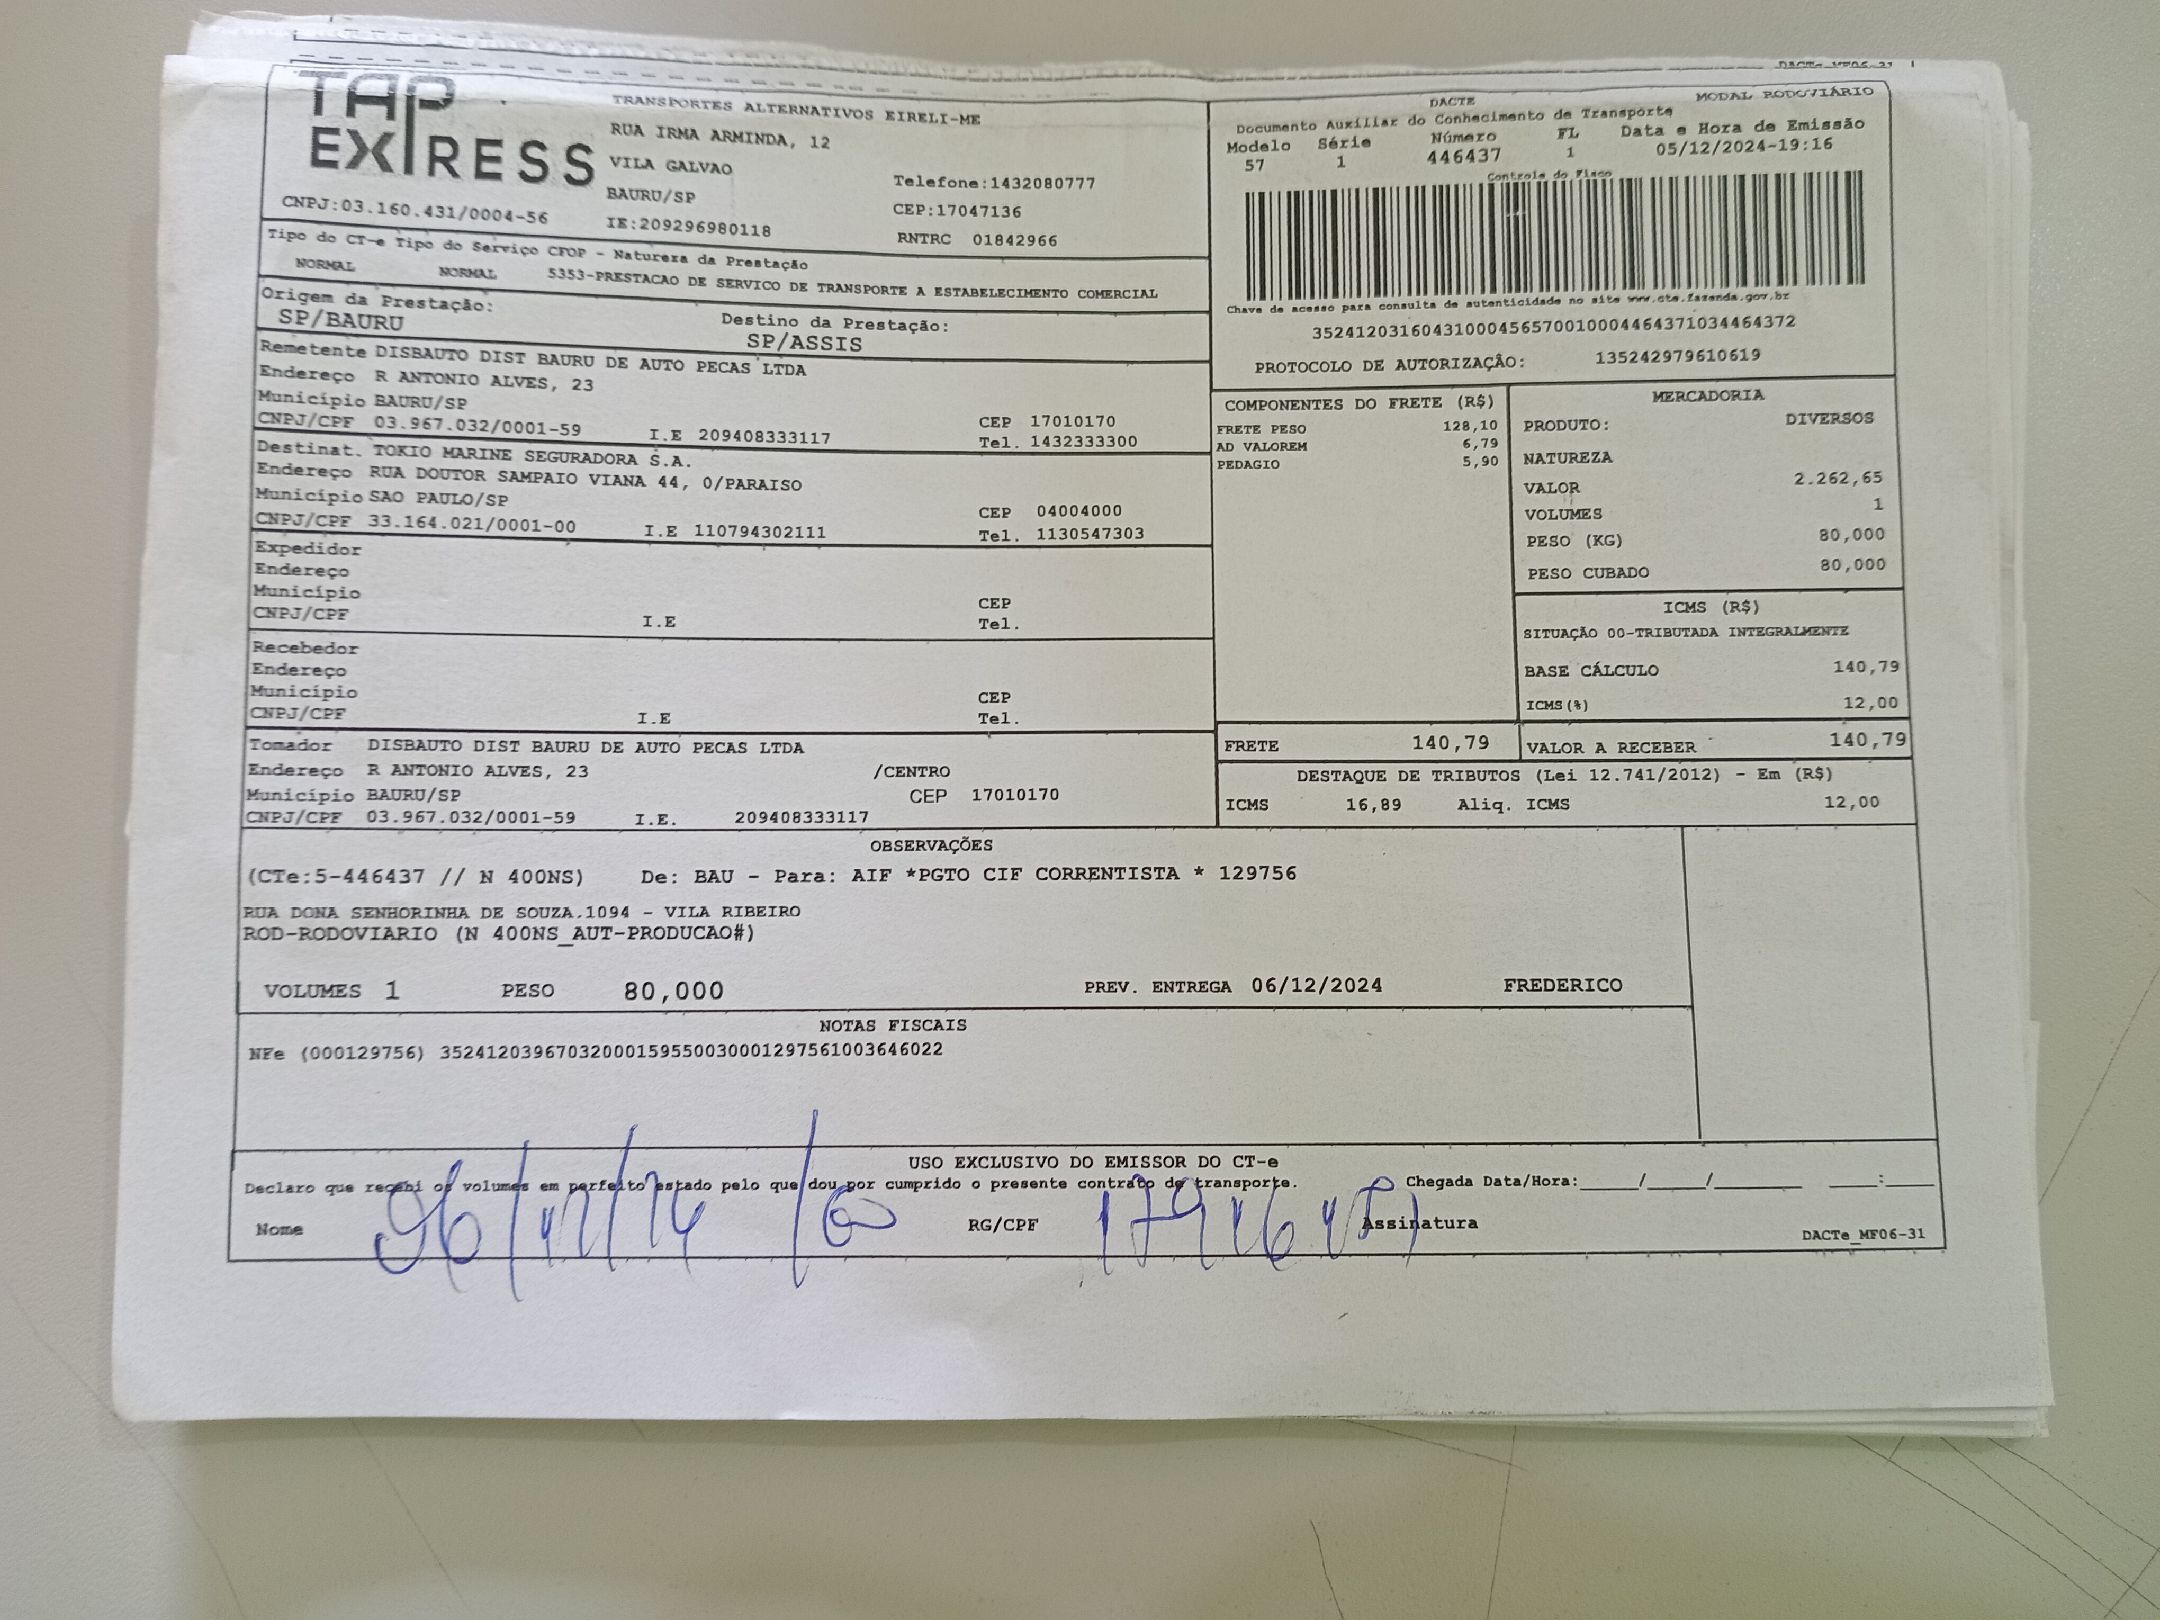 DACTe_MF06-31
TAP EXPRESS
TRANSPORTES ALTERNATIVOS EIRELI-ME
RUA IRMA ARMINDA, 12
VILA GALVAO
BAURU/SP
Telefone:1432080777
CEP:17047136
CNPJ:03.160.431/0004-56
IE:209296980118
RNTRC 01842966
MODAL RODOVIÁRIO
DACTE
Documento Auxiliar do Conhecimento de Transporte
Modelo Série Número FL Data e Hora de Emissão
57 1 446437 1 05/12/2024-19:16
Controle do Fisco
Chave de acesso para consulta de autenticidade no site www.cte.fazenda.gov.br
35241203160431000456570010004464371034464372
PROTOCOLO DE AUTORIZAÇÃO: 135242979610619
Tipo do CT-e Tipo do Serviço CFOP - Natureza da Prestação
NORMAL NORMAL 5353-PRESTACAO DE SERVICO DE TRANSPORTE A ESTABELECIMENTO COMERCIAL
Origem da Prestação: Destino da Prestação:
SP/BAURU SP/ASSIS
Remetente DISBAUTO DIST BAURU DE AUTO PECAS LTDA
Endereço R ANTONIO ALVES, 23
Município BAURU/SP CEP 17010170
CNPJ/CPF 03.967.032/0001-59 I.E 209408333117 Tel. 1432333300
Destinat. TOKIO MARINE SEGURADORA S.A.
Endereço RUA DOUTOR SAMPAIO VIANA 44, 0/PARAISO
Município SAO PAULO/SP CEP 04004000
CNPJ/CPF 33.164.021/0001-00 I.E 110794302111 Tel. 1130547303
Expedidor
Endereço
Município CEP
CNPJ/CPF I.E Tel.
Recebedor
Endereço
Município CEP
CNPJ/CPF I.E Tel.
Tomador DISBAUTO DIST BAURU DE AUTO PECAS LTDA
Endereço R ANTONIO ALVES, 23 /CENTRO
Município BAURU/SP CEP 17010170
CNPJ/CPF 03.967.032/0001-59 I.E. 209408333117
COMPONENTES DO FRETE (R$)
FRETE PESO 128,10
AD VALOREM 6,79
PEDAGIO 5,90
MERCADORIA
PRODUTO: DIVERSOS
NATUREZA
VALOR 2.262,65
VOLUMES 1
PESO (KG) 80,000
PESO CUBADO 80,000
ICMS (R$)
SITUAÇÃO 00-TRIBUTADA INTEGRALMENTE
BASE CÁLCULO 140,79
ICMS(%) 12,00
FRETE 140,79 VALOR A RECEBER 140,79
DESTAQUE DE TRIBUTOS (Lei 12.741/2012) - Em (R$)
ICMS 16,89 Aliq. ICMS 12,00
OBSERVAÇÕES
(CTe:5-446437 // N 400NS) De: BAU - Para: AIF *PGTO CIF CORRENTISTA * 129756
RUA DONA SENHORINHA DE SOUZA.1094 - VILA RIBEIRO
ROD-RODOVIARIO (N 400NS_AUT-PRODUCAO#)
VOLUMES 1 PESO 80,000 PREV. ENTREGA 06/12/2024 FREDERICO
NOTAS FISCAIS
NFe (000129756) 35241203967032000159550030001297561003646022
USO EXCLUSIVO DO EMISSOR DO CT-e
Declaro que recebi os volumes em perfeito estado pelo que dou por cumprido o presente contrato de transporte. Chegada Data/Hora:____/____/______ ____:____
Nome RG/CPF Assinatura
DACTe_MF06-31